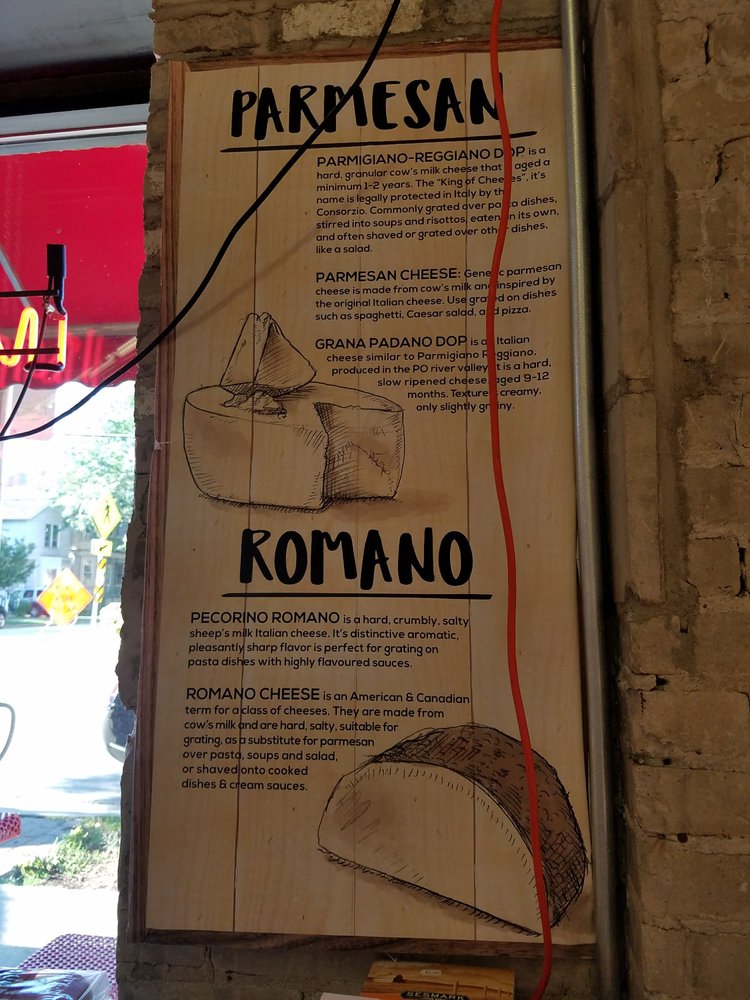 PARMESAN
PARMIGIANO-REGGIANO DOP is a
hard, granular cow's milk cheese that aged a
minimum 1-2 years. The "King of Cheeses", it's
name is legally protected in Italy by the
Consorzio. Commonly grated over pasta dishes,
stirred into soups and risottos, eaten on its own,
and often shaved or grated over other dishes,
like a salad.
PARMESAN CHEESE: Generic parmesan
cheese is made from cow's milk and inspired by
the original Italian cheese. Use grated on dishes
such as spaghetti, Caesar salad, and pizza.
GRANA PADANO DOP is an Italian
cheese similar to Parmigiano Reggiano,
produced in the PO river valley. It is a hard,
slow ripened cheese, aged 9-12
months. Texture is creamy,
only slightly grainy.
ROMANO
PECORINO ROMANO is a hard, crumbly, salty
sheep's milk Italian cheese. It's distinctive aromatic,
pleasantly sharp flavor is perfect for grating on
pasta dishes with highly flavoured sauces.
ROMANO CHEESE is an American & Canadian
term for a class of cheeses. They are made from
cow's milk and are hard, salty, suitable for
grating, as a substitute for parmesan
over pasta, soups and salad,
or shaved onto cooked
dishes & cream sauces.
SESMARK